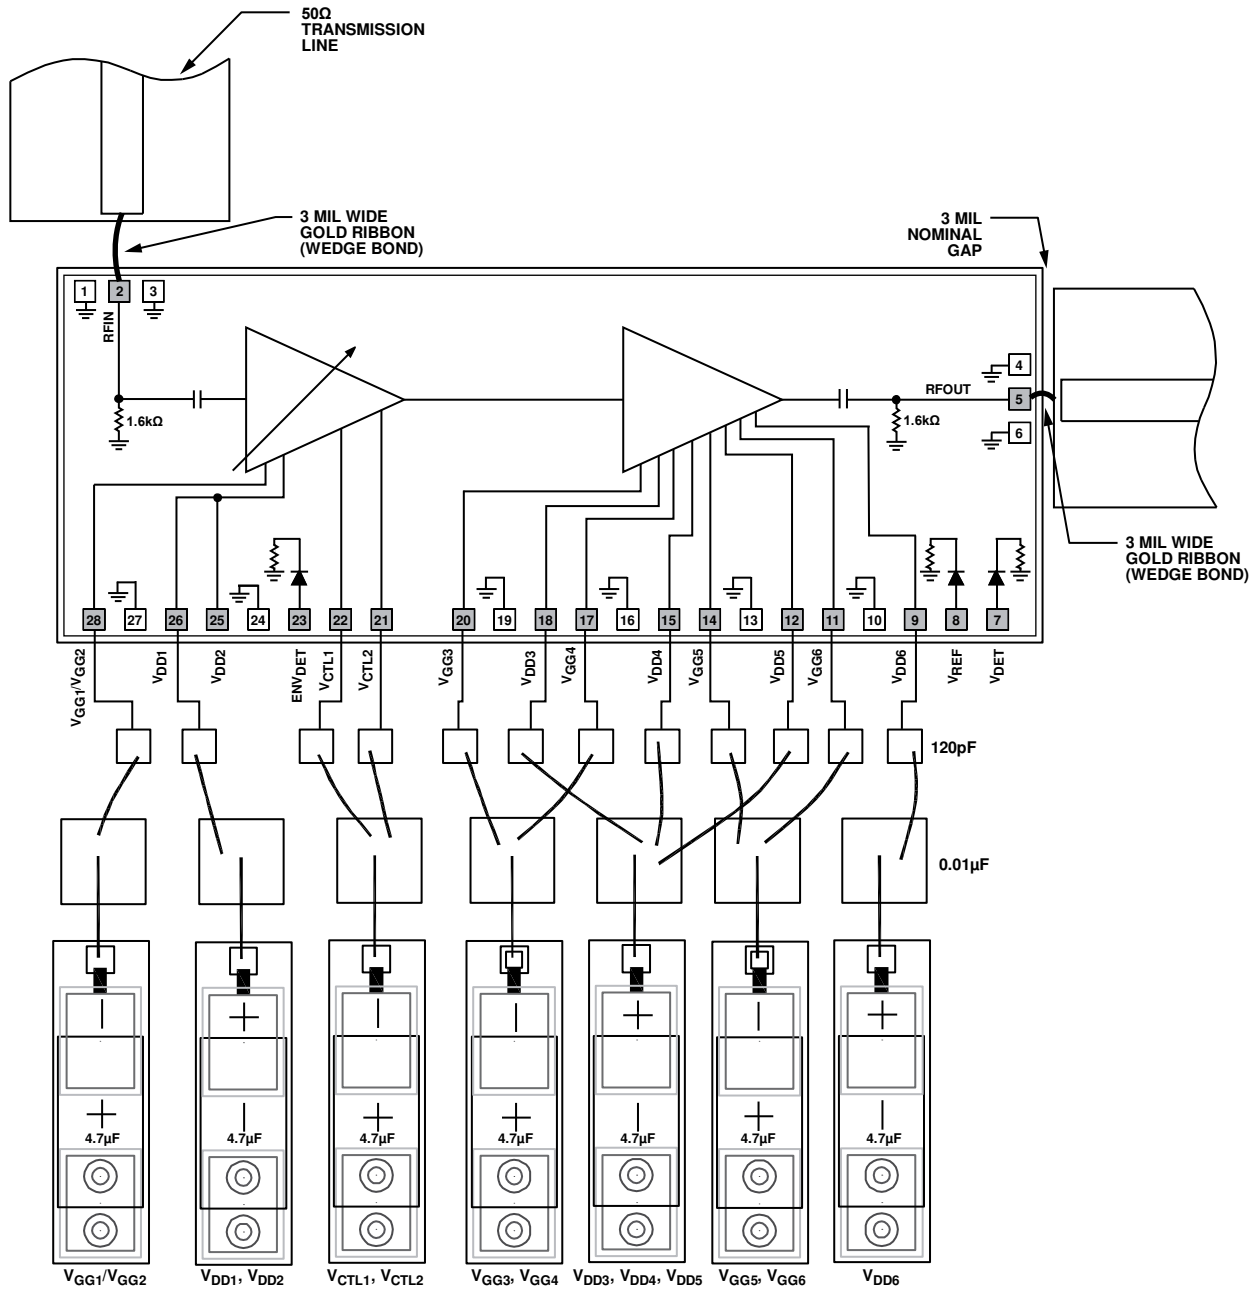 50Ω
TRANSMISSION
LINE
3 MIL WIDE
GOLD RIBBON
(WEDGE BOND)
3 MIL
NOMINAL
GAP
1
2
3
RFIN
1.6kΩ
RFOUT
1.6kΩ
4
5
6
3 MIL WIDE
GOLD RIBBON
(WEDGE BOND)
28
27
26
25
24
23
22
21
20
19
18
17
16
15
14
13
12
11
10
9
8
7
VGG1/VGG2
VDD1
VDD2
ENVDET
VCTL1
VCTL2
VGG3
VDD3
VGG4
VDD4
VGG5
VDD5
VGG6
VDD6
VREF
VDET
120pF
0.01µF
4.7µF
4.7µF
4.7µF
4.7µF
4.7µF
4.7µF
4.7µF
VGG1/VGG2
VDD1, VDD2
VCTL1, VCTL2
VGG3, VGG4
VDD3, VDD4, VDD5
VGG5, VGG6
VDD6